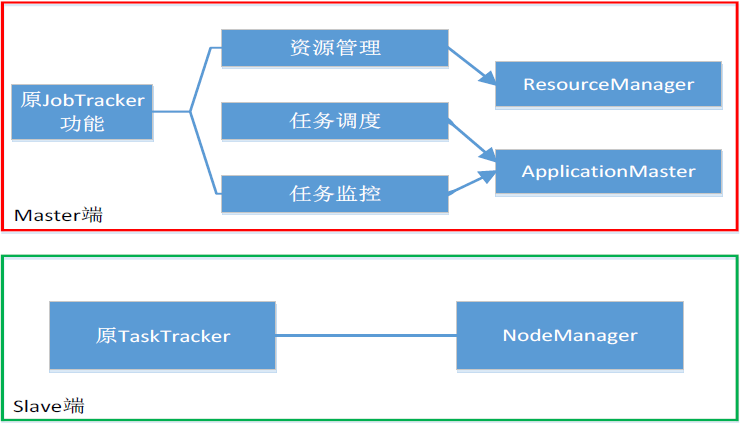 资源管理
ResourceManager
原JobTracker
功能
任务调度
ApplicationMaster
任务监控
Master端
原TaskTracker
NodeManager
Slave端